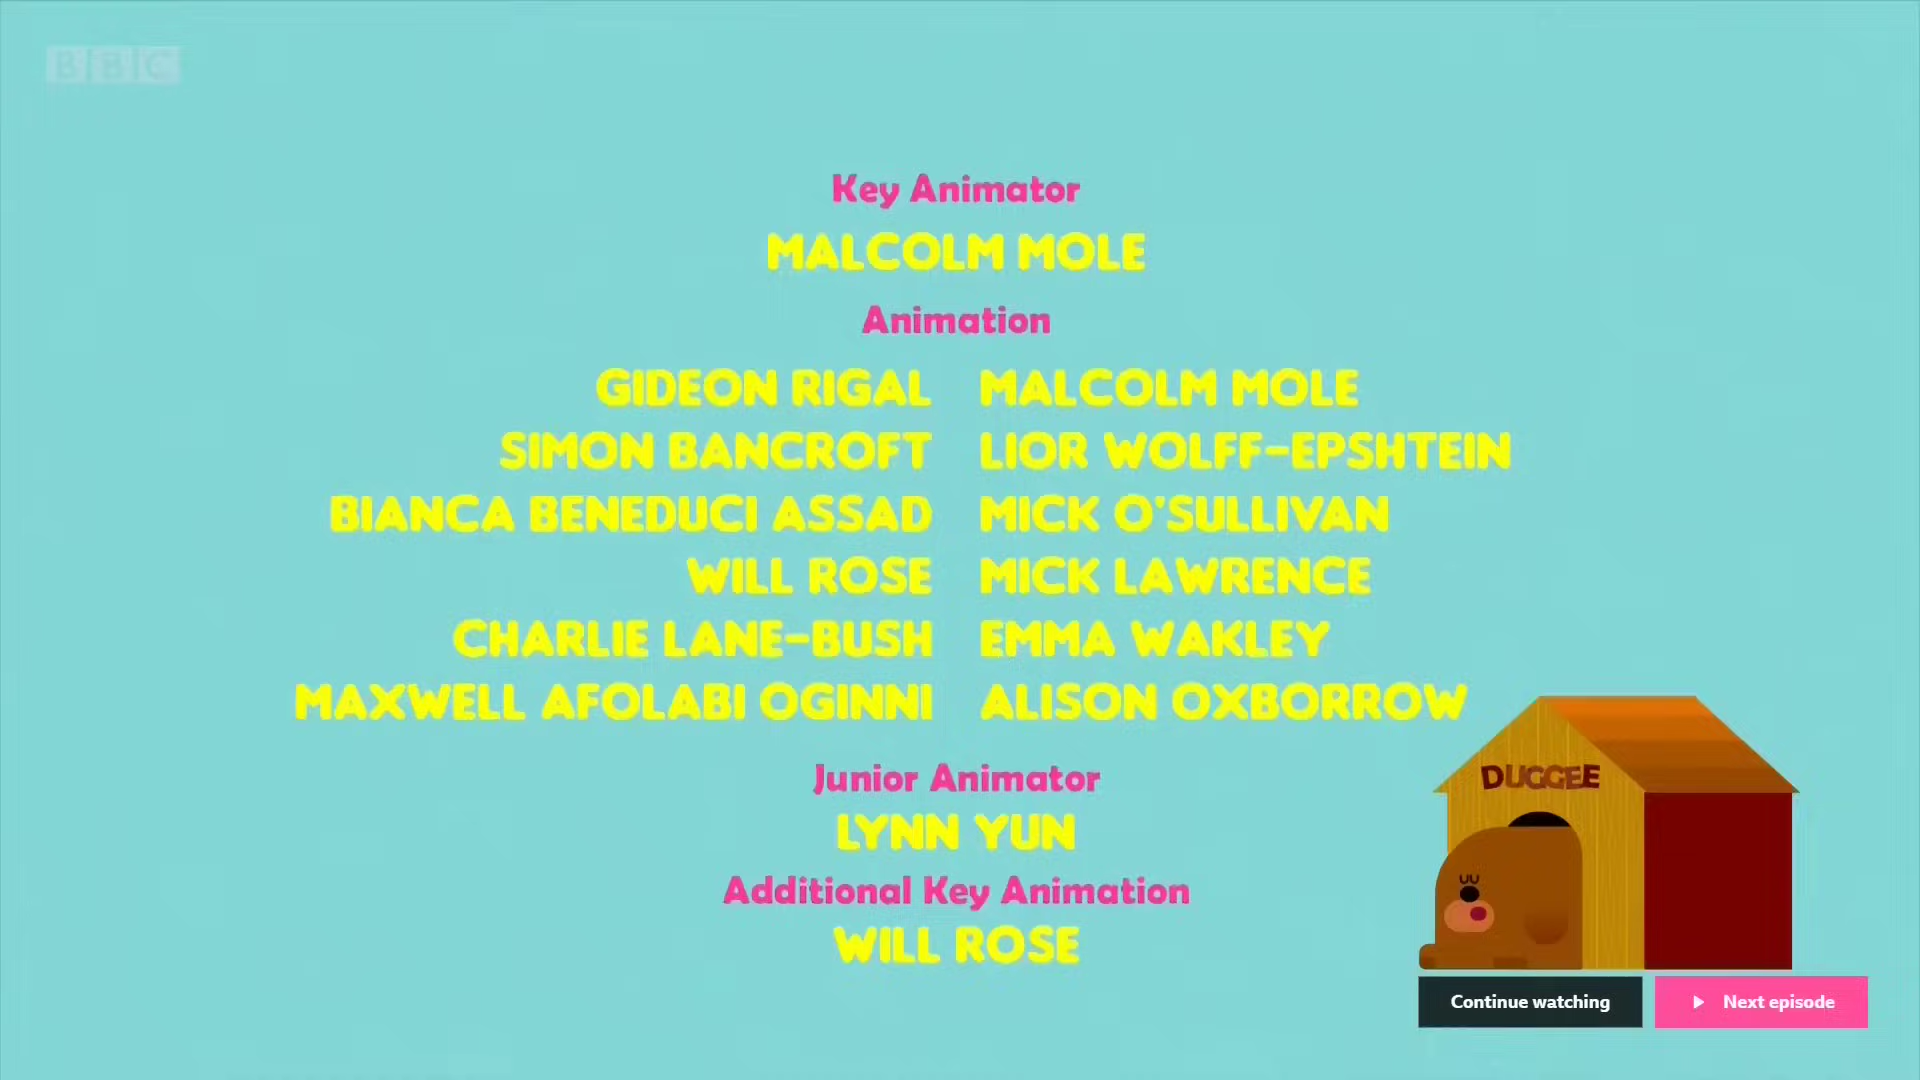 BBC
Key Animator
MALCOLM MOLE
Animation
GIDEON RIGAL MALCOLM MOLE
SIMON BANCROFT LIOR WOLFF-EPSHTEIN
BIANCA BENEDUCI ASSAD MICK O'SULLIVAN
WILL ROSE MICK LAWRENCE
CHARLIE LANE-BUSH EMMA WAKLEY
MAXWELL AFOLABI OGINNI ALISON OXBORROW
Junior Animator
LYNN YUN
Additional Key Animation
WILL ROSE
DUGGEE
Continue watching
Next episode